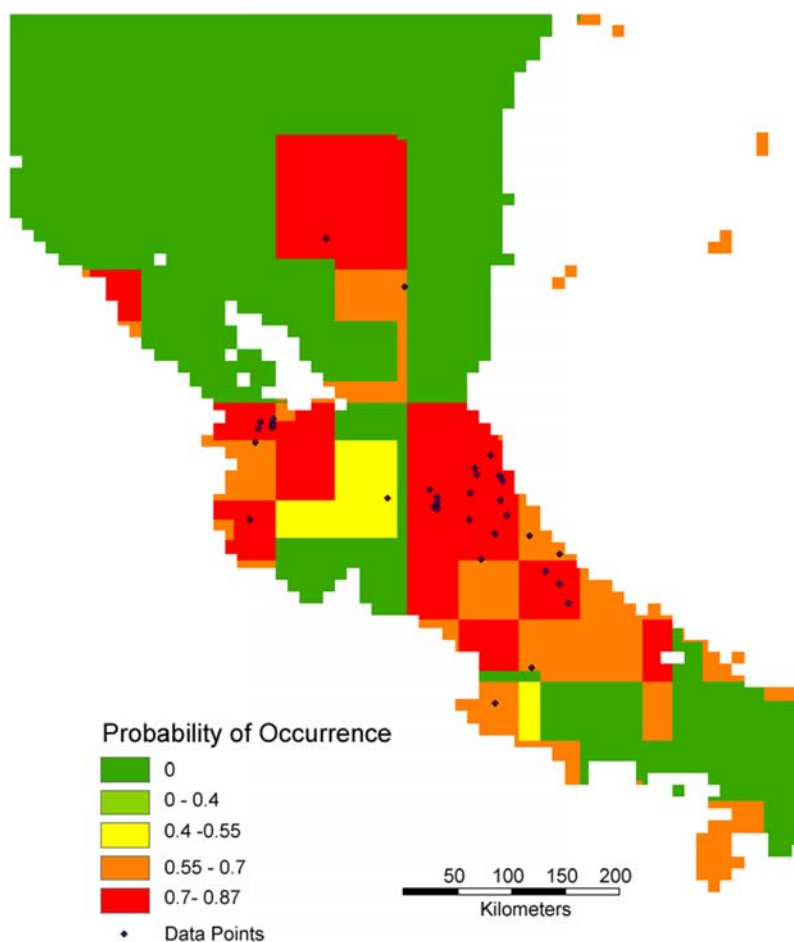 Probability of Occurrence
0
0 - 0.4
0.4 -0.55
0.55 - 0.7
0.7- 0.87
Data Points
50 100 150 200
Kilometers